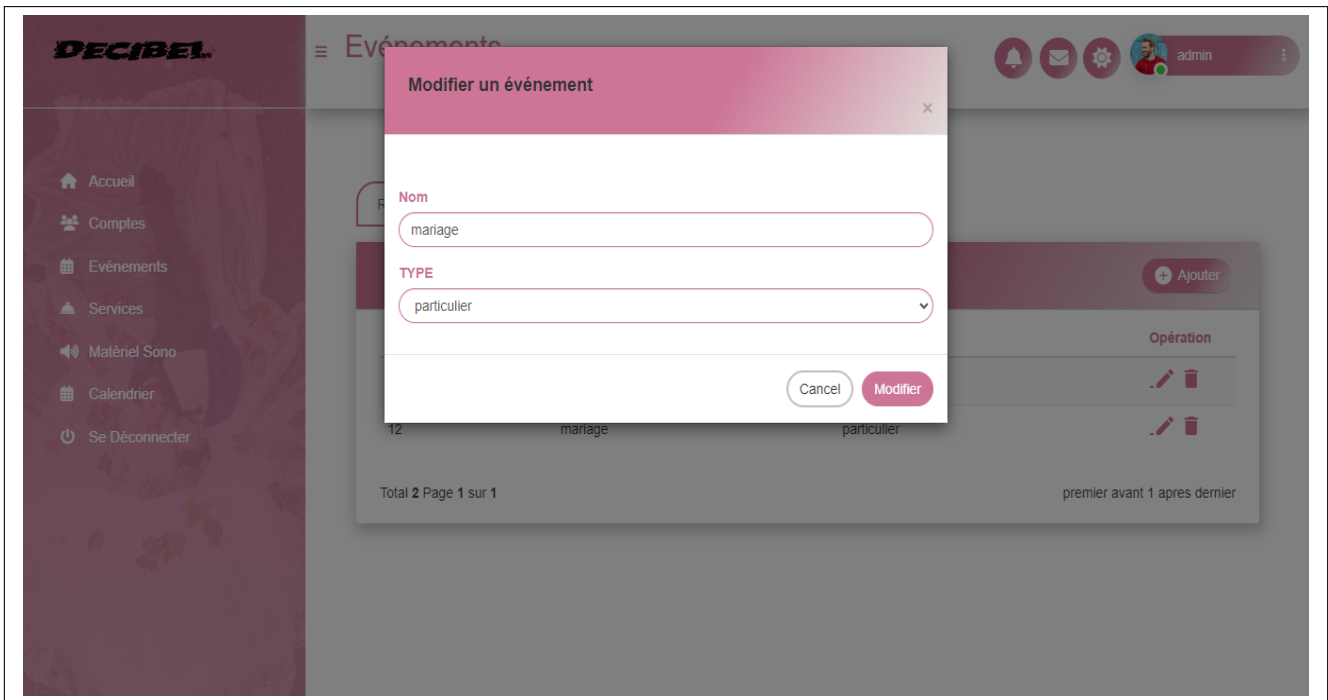 DECIBEL
Evénements
admin
Modifier un événement
×
Accueil
Comptes
Evénements
Services
Matériel Sono
Calendrier
Se Déconnecter
Nom
mariage
TYPE
particulier
Cancel
Modifier
Ajouter
Opération
12 mariage particulier
Total 2 Page 1 sur 1
premier avant 1 apres dernier